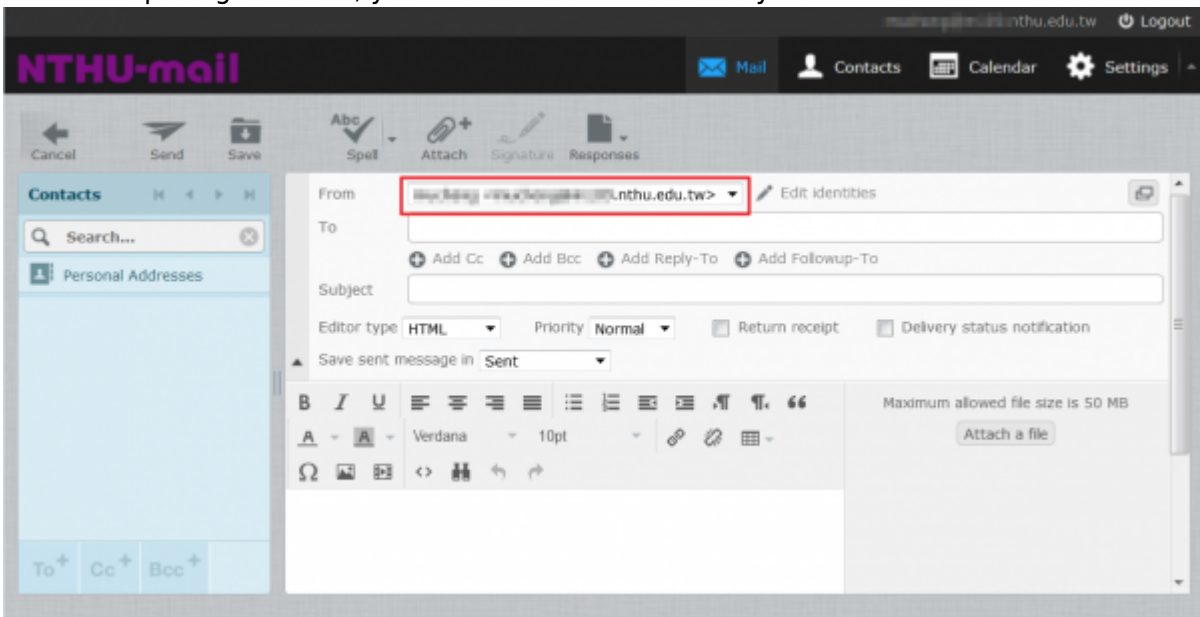 nthu.edu.tw Logout
NTHU-mail Mail Contacts Calendar Settings
Cancel Send Save Abc Spell Attach Signature Responses
Contacts
Search...
Personal Addresses
To Cc Bcc
From .nthu.edu.tw> Edit identities
To
Add Cc Add Bcc Add Reply-To Add Followup-To
Subject
Editor type HTML Priority Normal Return receipt Delivery status notification
Save sent message in Sent
B I U
A A Verdana 10pt
Ω
Maximum allowed file size is 50 MB
Attach a file